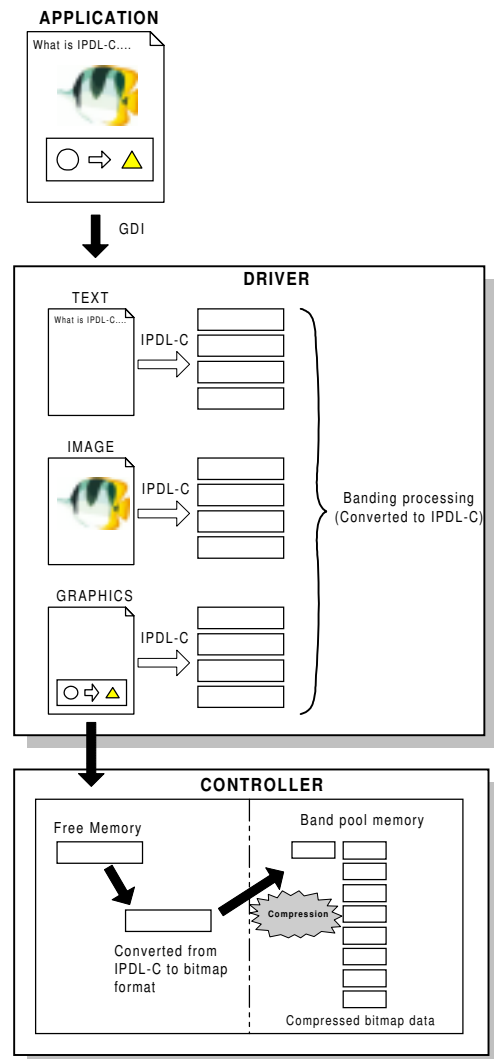 APPLICATION
What is IPDL-C....
GDI
DRIVER
TEXT
What is IPDL-C....
IPDL-C
IMAGE
IPDL-C
Banding processing
(Converted to IPDL-C)
GRAPHICS
IPDL-C
CONTROLLER
Free Memory
Band pool memory
Compression
Converted from
IPDL-C to bitmap
format
Compressed bitmap data